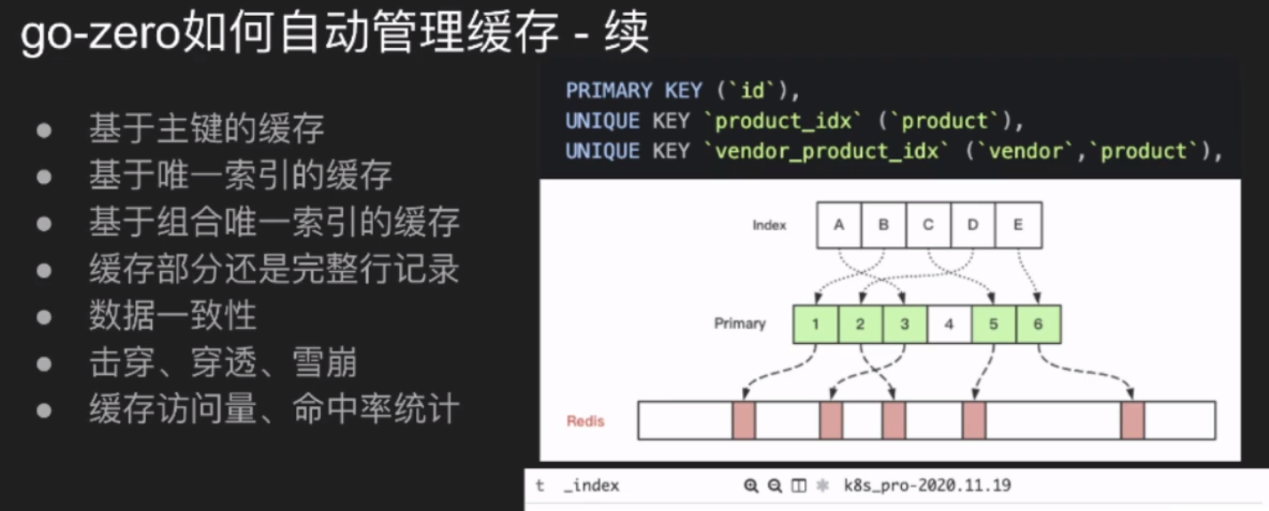 go-zero如何自动管理缓存 - 续
基于主键的缓存
基于唯一索引的缓存
基于组合唯一索引的缓存
缓存部分还是完整行记录
数据一致性
击穿、穿透、雪崩
缓存访问量、命中率统计
PRIMARY KEY (`id`),
UNIQUE KEY `product_idx` (`product`),
UNIQUE KEY `vendor_product_idx` (`vendor`,`product`),
Index A B C D E
Primary 1 2 3 4 5 6
Redis
t _index k8s_pro-2020.11.19